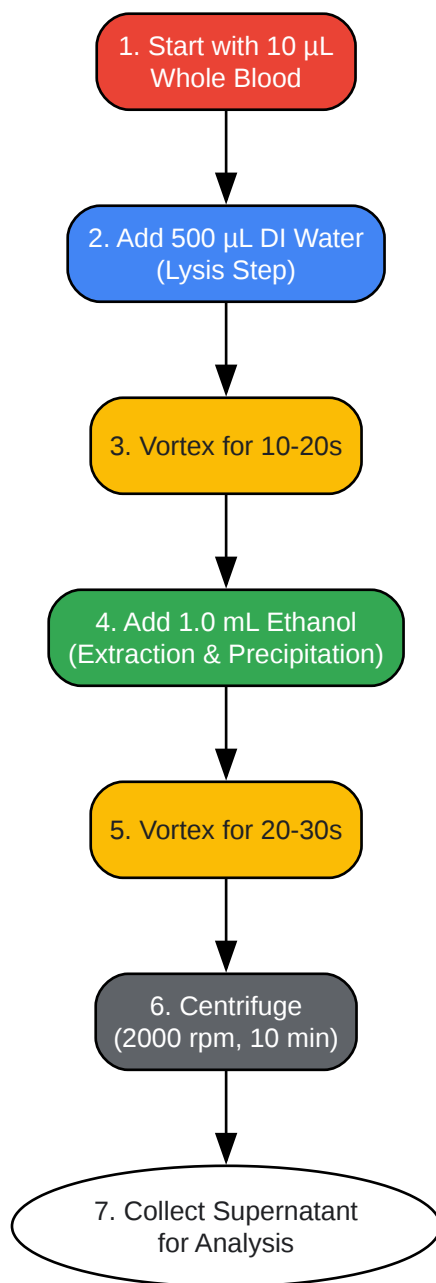 1. Start with 10 µL
Whole Blood
2. Add 500 µL DI Water
(Lysis Step)
3. Vortex for 10-20s
4. Add 1.0 mL Ethanol
(Extraction & Precipitation)
5. Vortex for 20-30s
6. Centrifuge
(2000 rpm, 10 min)
7. Collect Supernatant
for Analysis